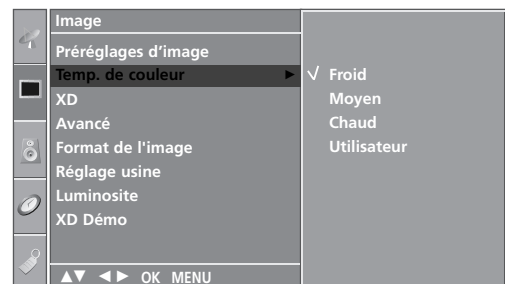 Image
Préréglages d’image
Temp. de couleur
XD
Avancé
Format de l'image
Réglage usine
Luminosite
XD Démo
▲▼ ◄► OK MENU
√ Froid
Moyen
Chaud
Utilisateur